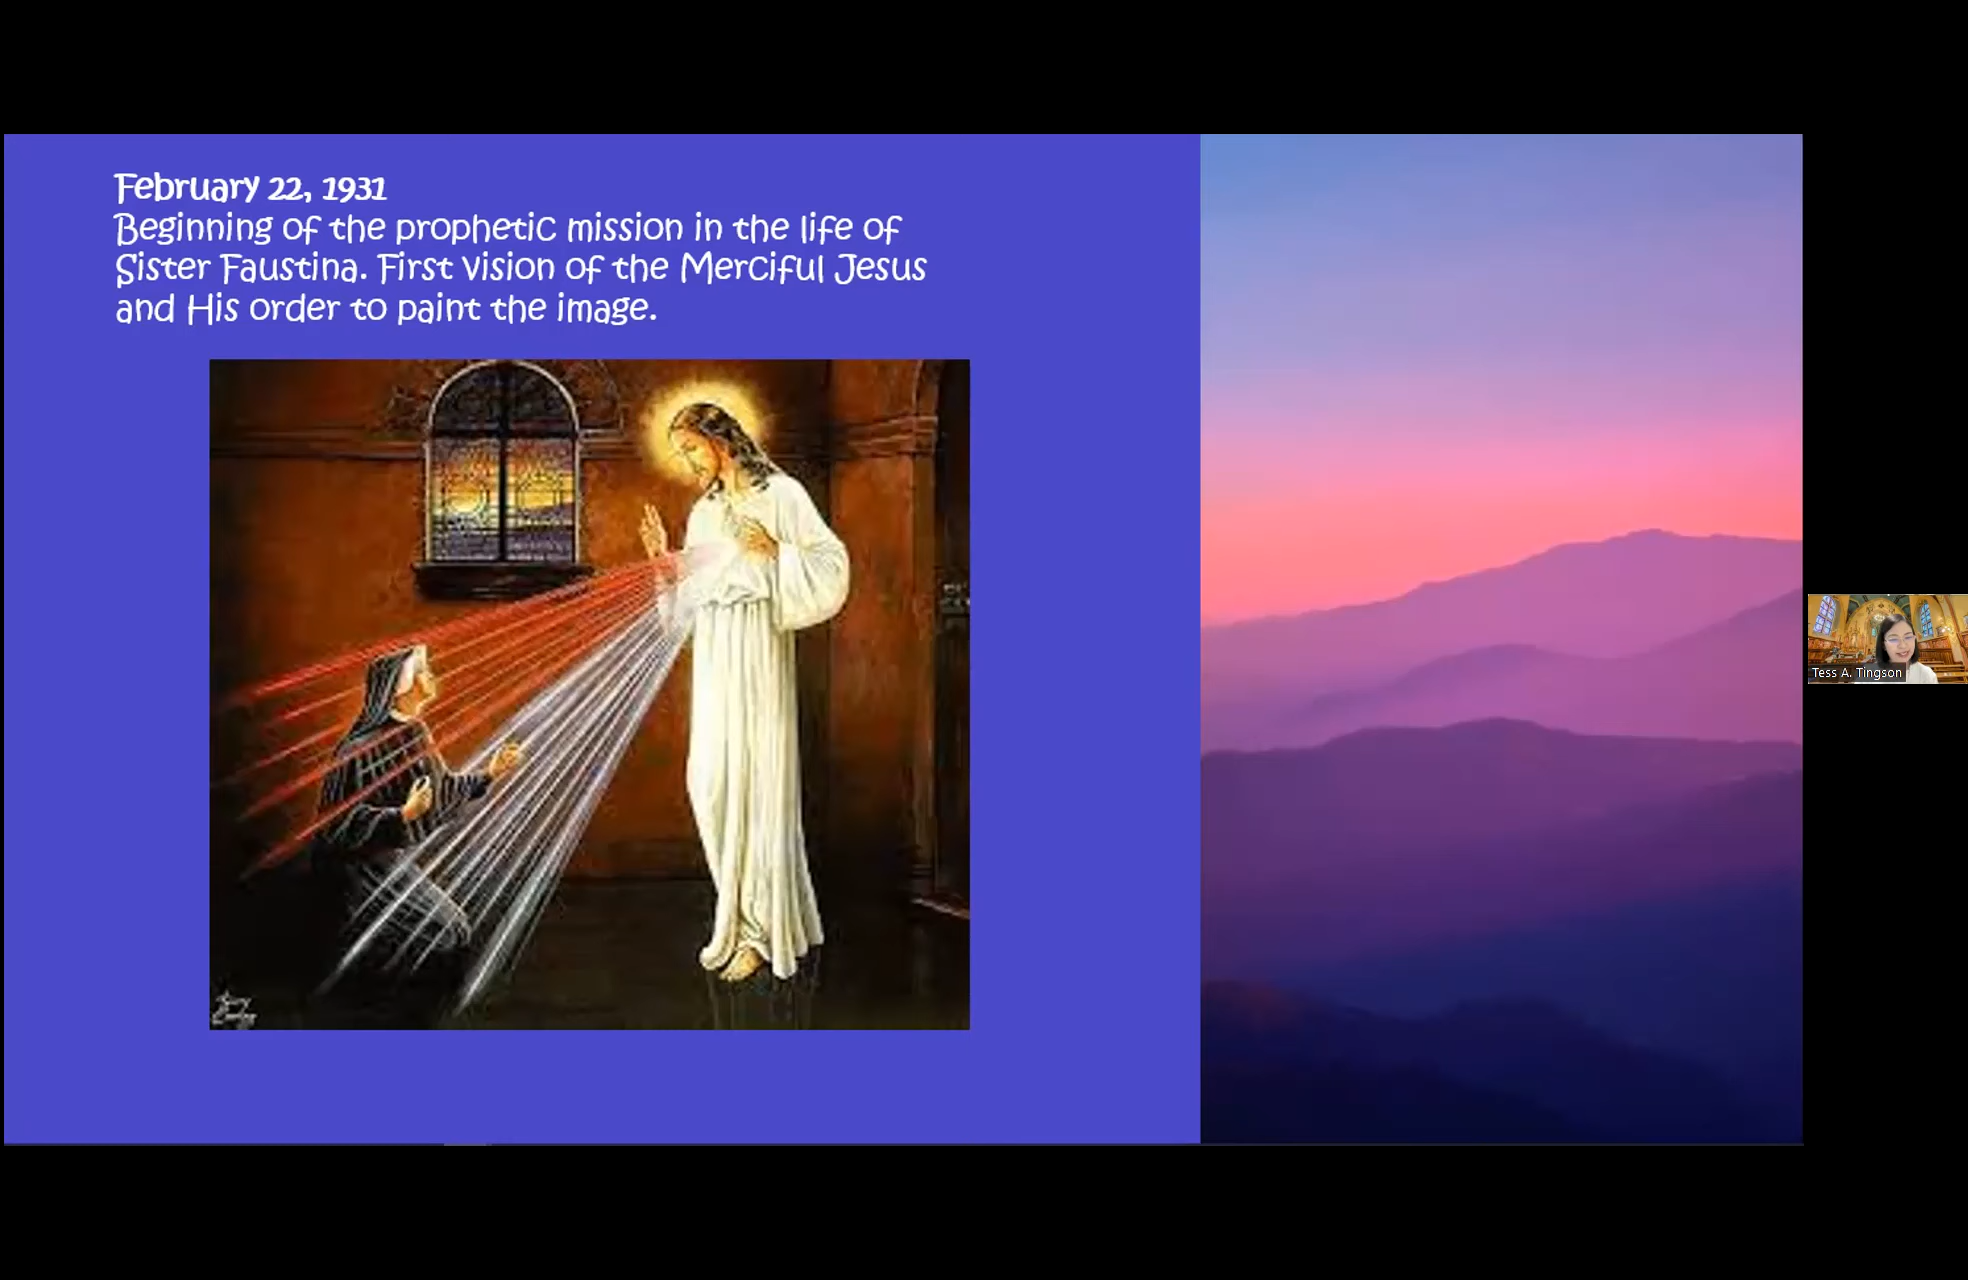 February 22, 1931
Beginning of the prophetic mission in the life of
Sister Faustina. First vision of the Merciful Jesus
and His order to paint the image.
Tess A. Tingson